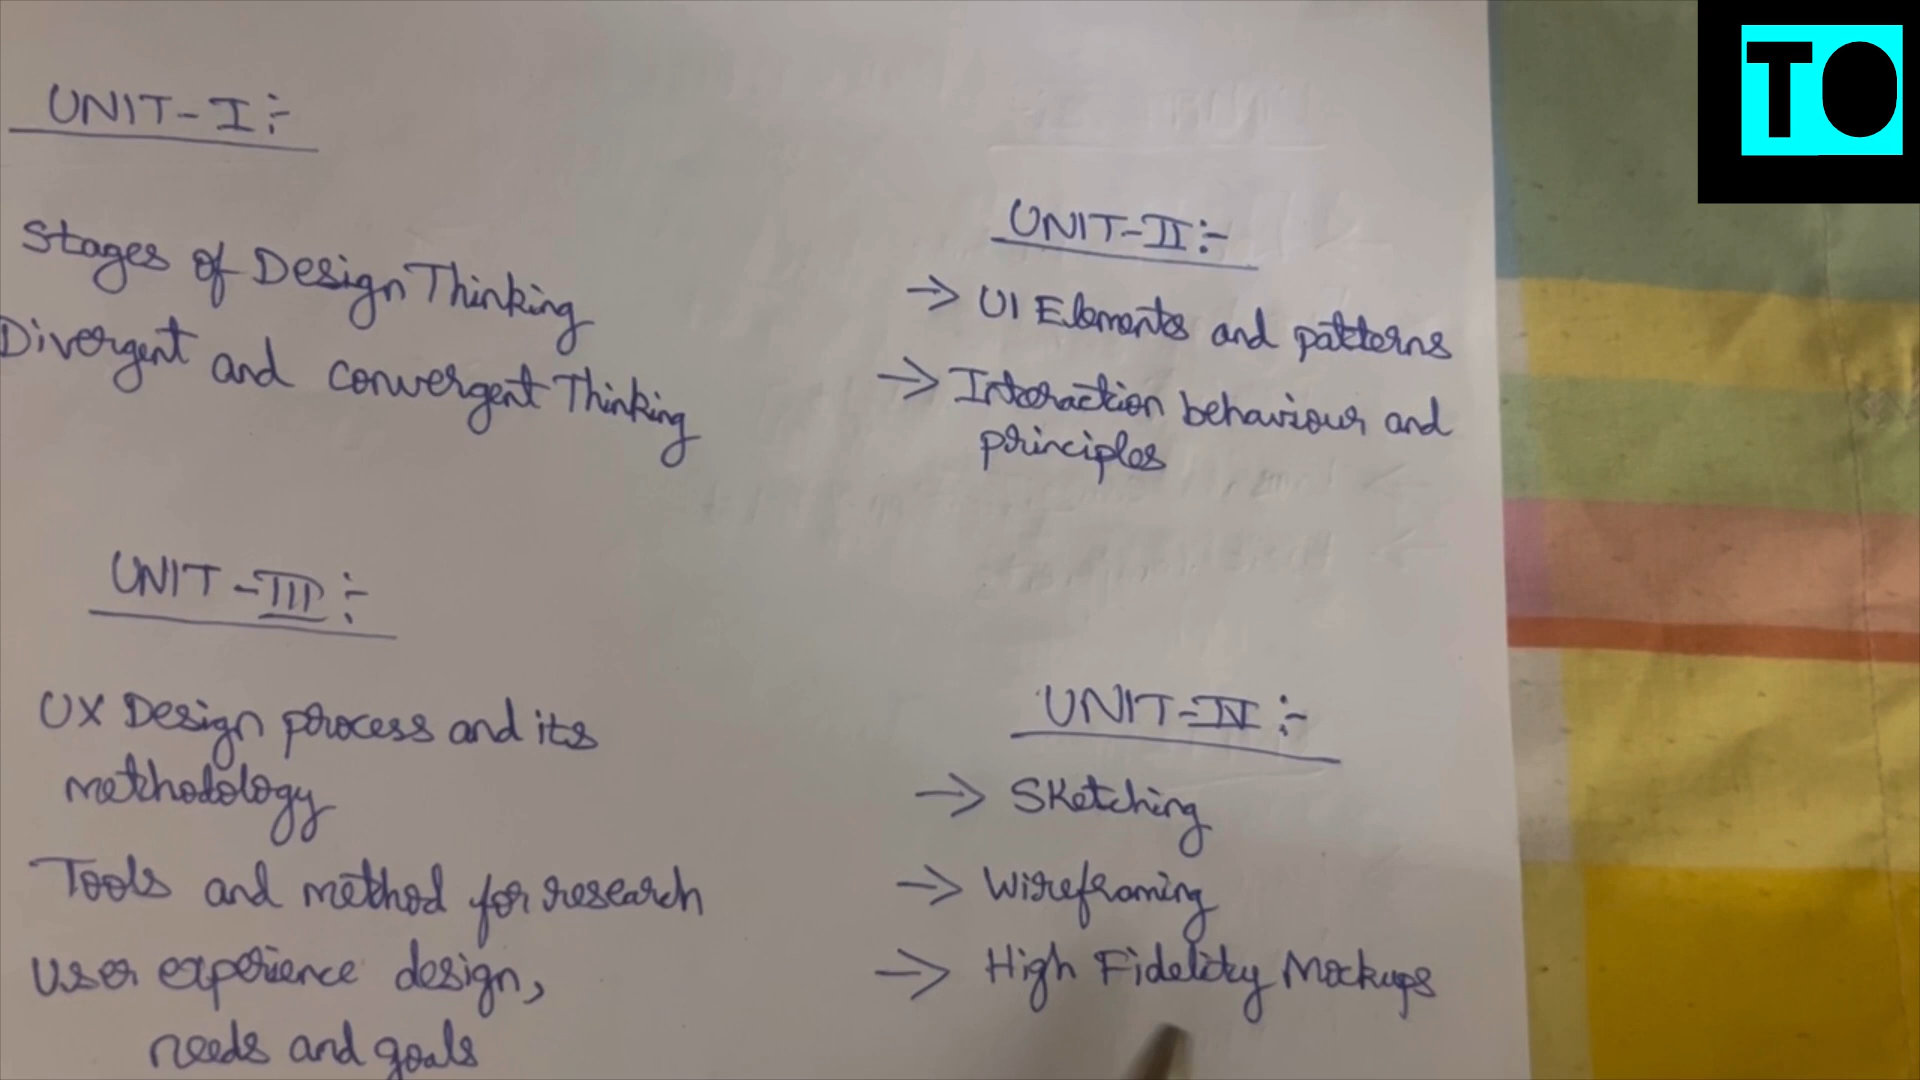 UNIT-I :-
Stages of Design Thinking
Divergent and convergent Thinking
UNIT-II :-
→ UI Elements and patterns
→ Interaction behaviour and
principles
UNIT-III :-
UX Design process and its
methodology
Tools and method for research
User experience design,
needs and goals
UNIT-IV :-
→ Sketching
→ Wireframing
→ High Fidelity Mockups
TO